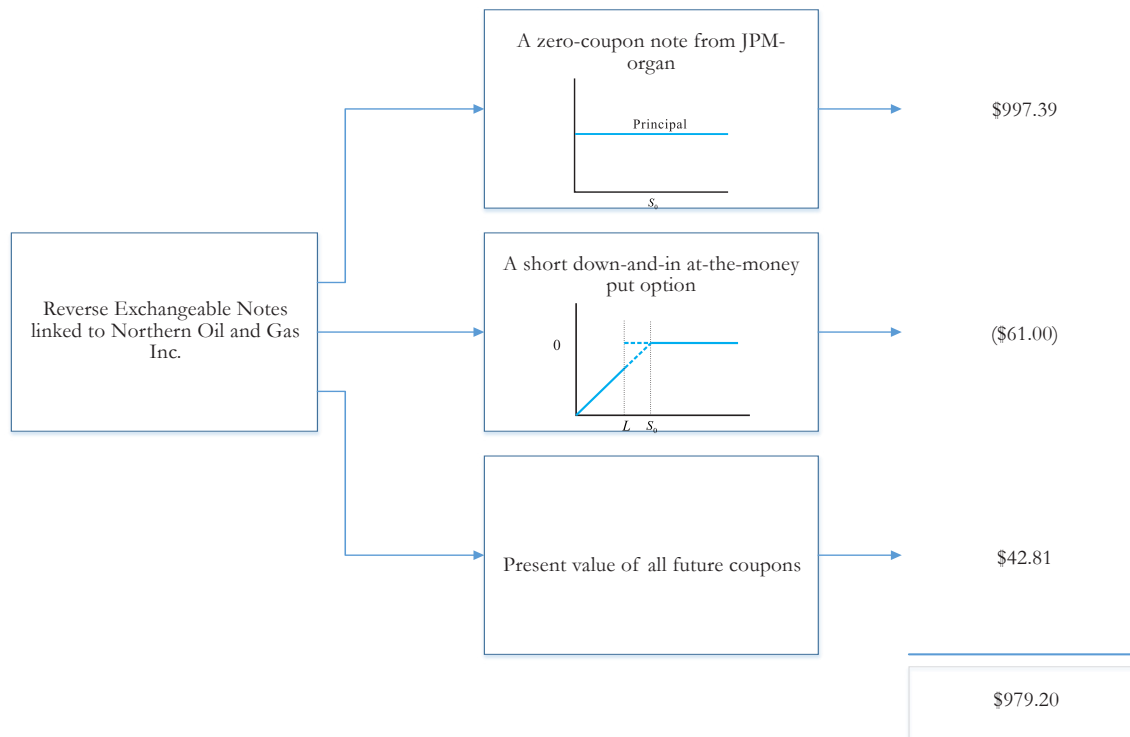 A zero-coupon note from JPM-
organ
Principal
S₀
$997.39
Reverse Exchangeable Notes
linked to Northern Oil and Gas
Inc.
A short down-and-in at-the-money
put option
0
L S₀
($61.00)
Present value of all future coupons
$42.81
$979.20